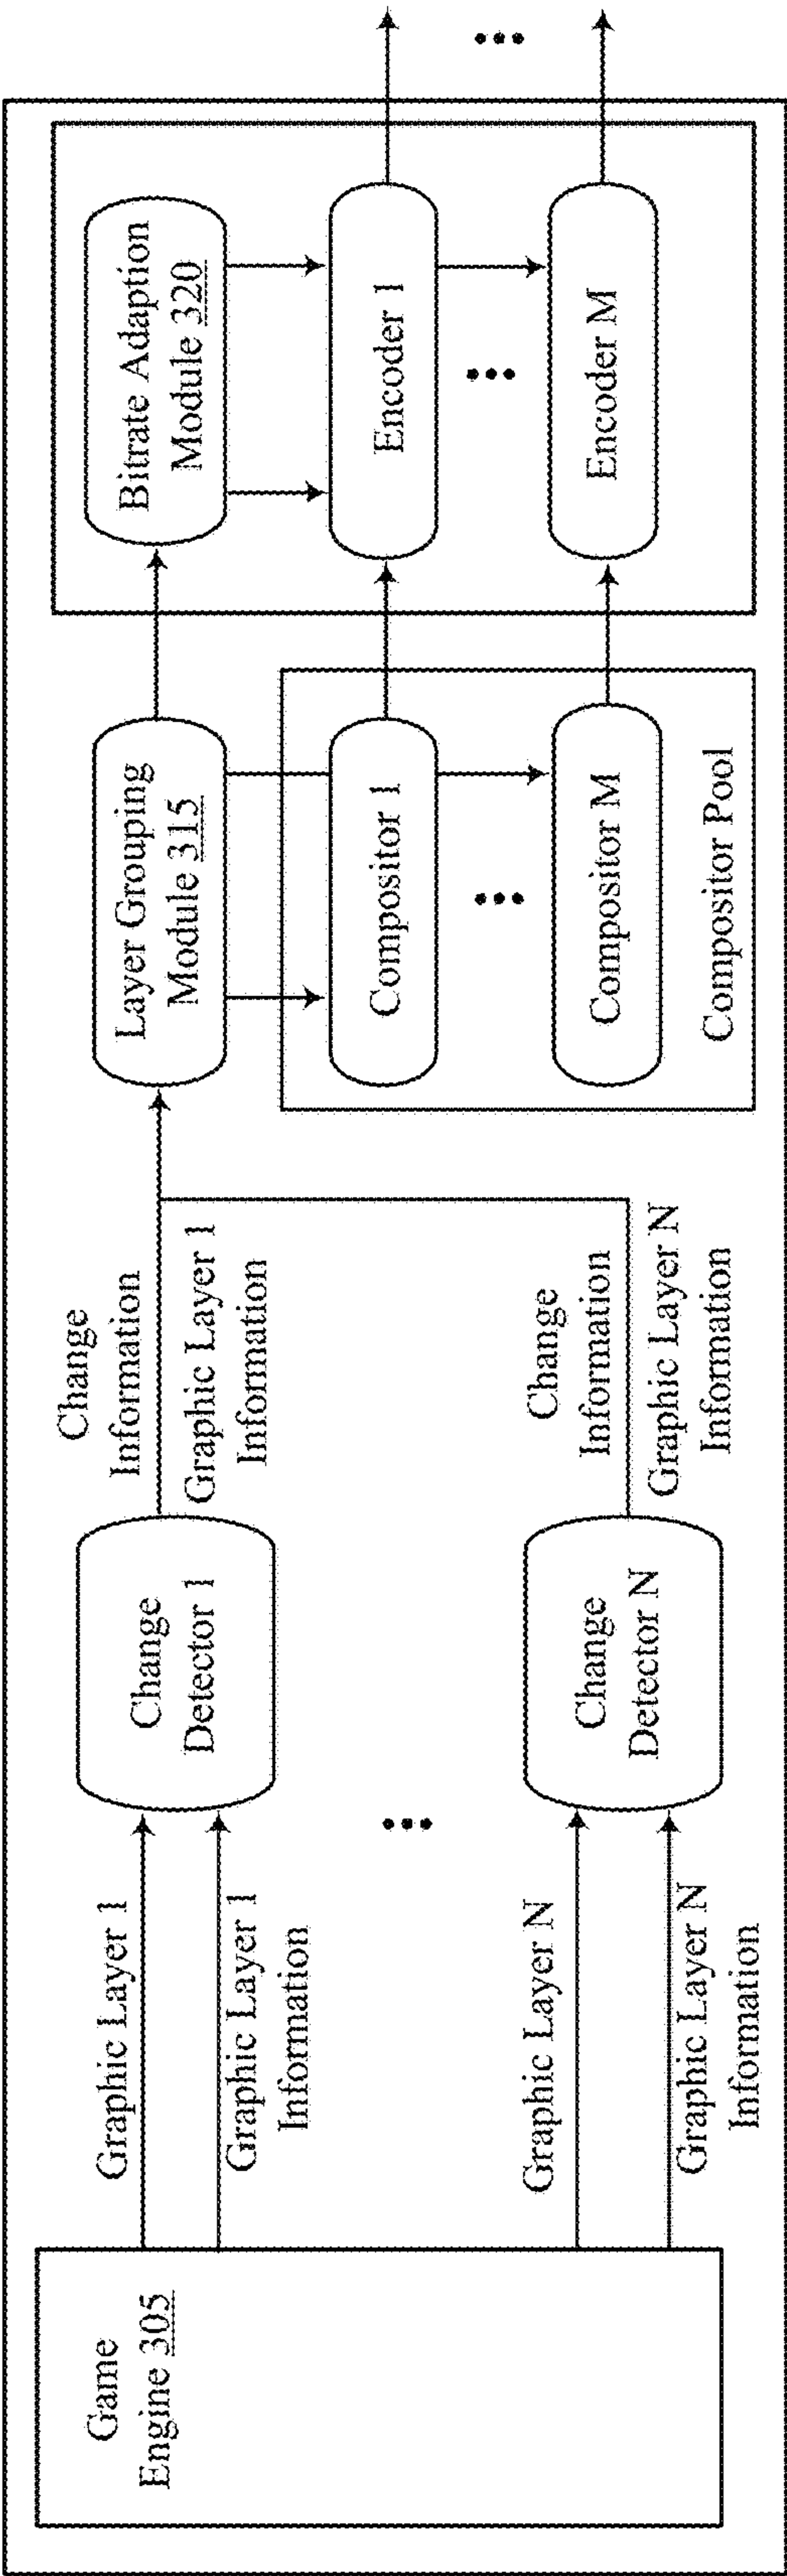 Game
Engine 305
Graphic Layer 1
Graphic Layer 1
Information
Graphic Layer N
Graphic Layer N
Information
Change
Detector 1
Change
Detector N
Change
Information
Graphic Layer 1
Information
Change
Information
Graphic Layer N
Information
Layer Grouping
Module 315
Compositor 1
Compositor M
Compositor Pool
Bitrate Adaption
Module 320
Encoder 1
Encoder M